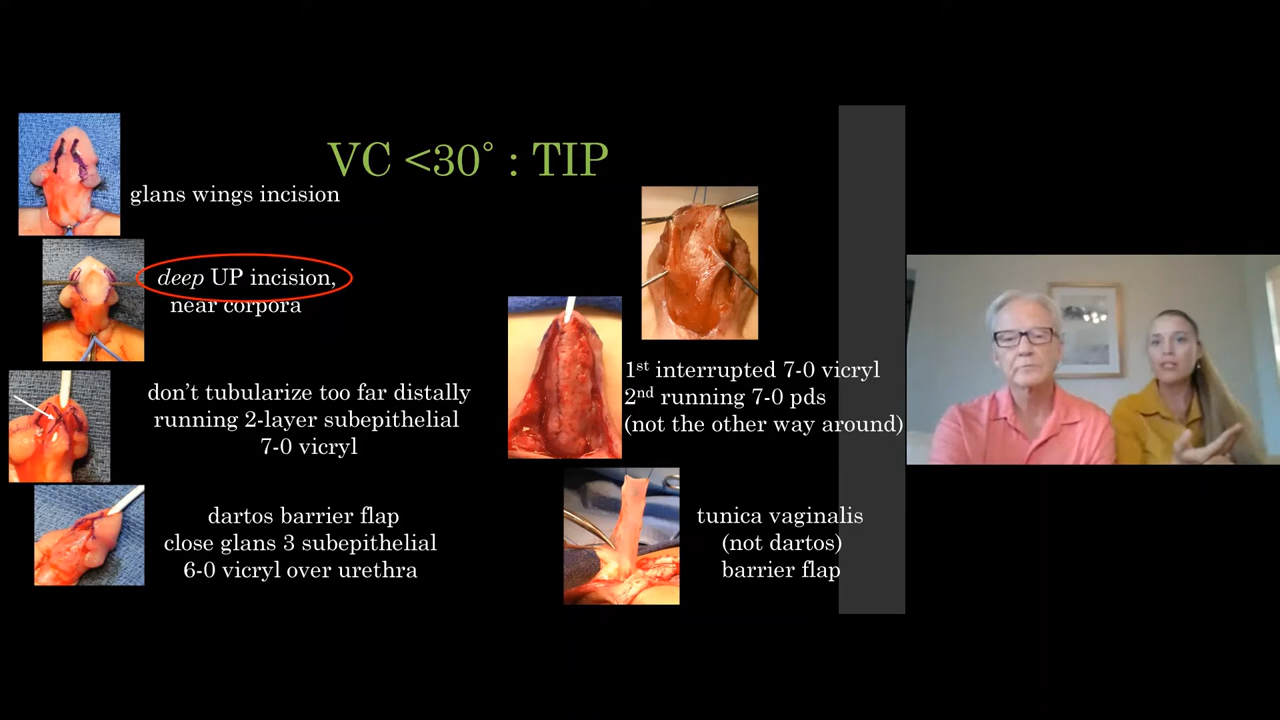 VC <30˚ : TIP
glans wings incision
deep UP incision,
near corpora
don't tubularize too far distally
running 2-layer subepithelial
7-0 vicryl
dartos barrier flap
close glans 3 subepithelial
6-0 vicryl over urethra
1st interrupted 7-0 vicryl
2nd running 7-0 pds
(not the other way around)
tunica vaginalis
(not dartos)
barrier flap